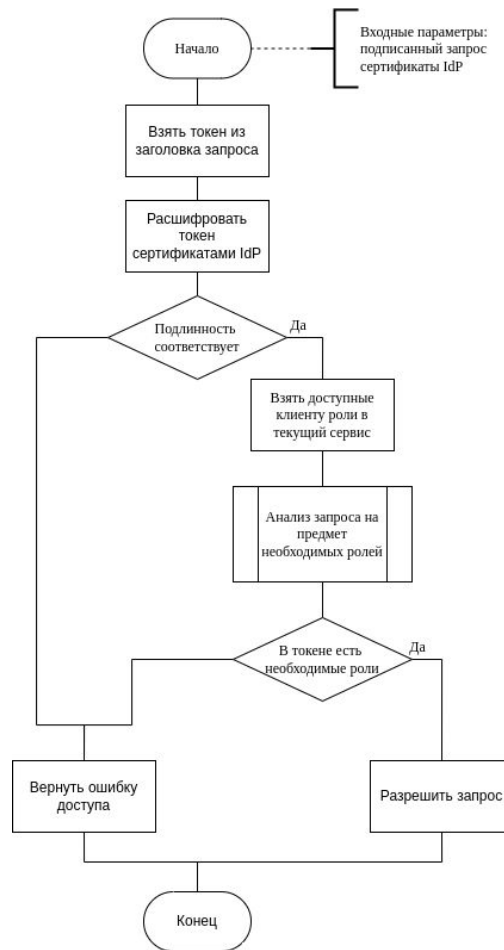 Начало
Входные параметры:
подписанный запрос
сертификаты IdP
Взять токен из
заголовка запроса
Расшифровать
токен
сертификатами IdP
Подлинность
соответствует
Да
Взять доступные
клиенту роли в
текущий сервис
Анализ запроса на
предмет
необходимых ролей
В токене есть
необходимые роли
Да
Вернуть ошибку
доступа
Разрешить запрос
Конец